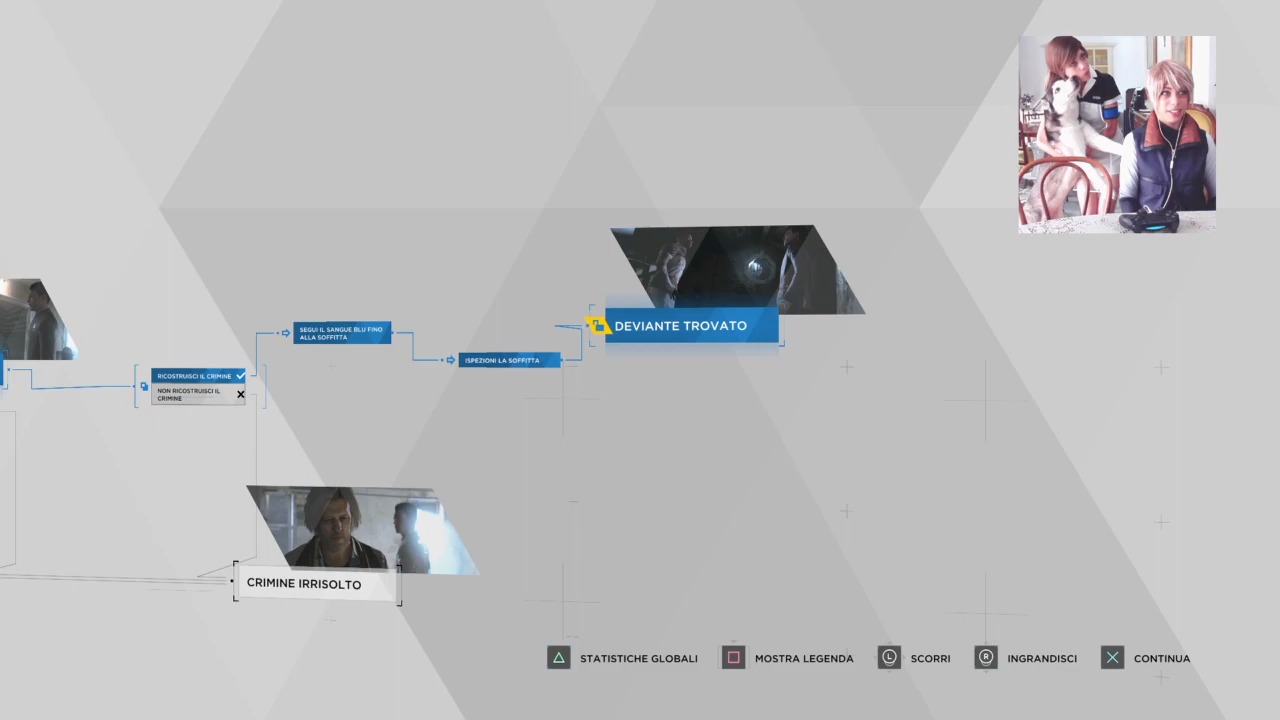 DEVIANTE TROVATO
SEGUI IL SANGUE BLU FINO
ALLA SOFFITTA
ISPEZIONI LA SOFFITTA
RICOSTRUISCI IL CRIMINE
NON RICOSTRUISCI IL
CRIMINE
CRIMINE IRRISOLTO
STATISTICHE GLOBALI
MOSTRA LEGENDA
L
SCORRI
R
INGRANDISCI
CONTINUA